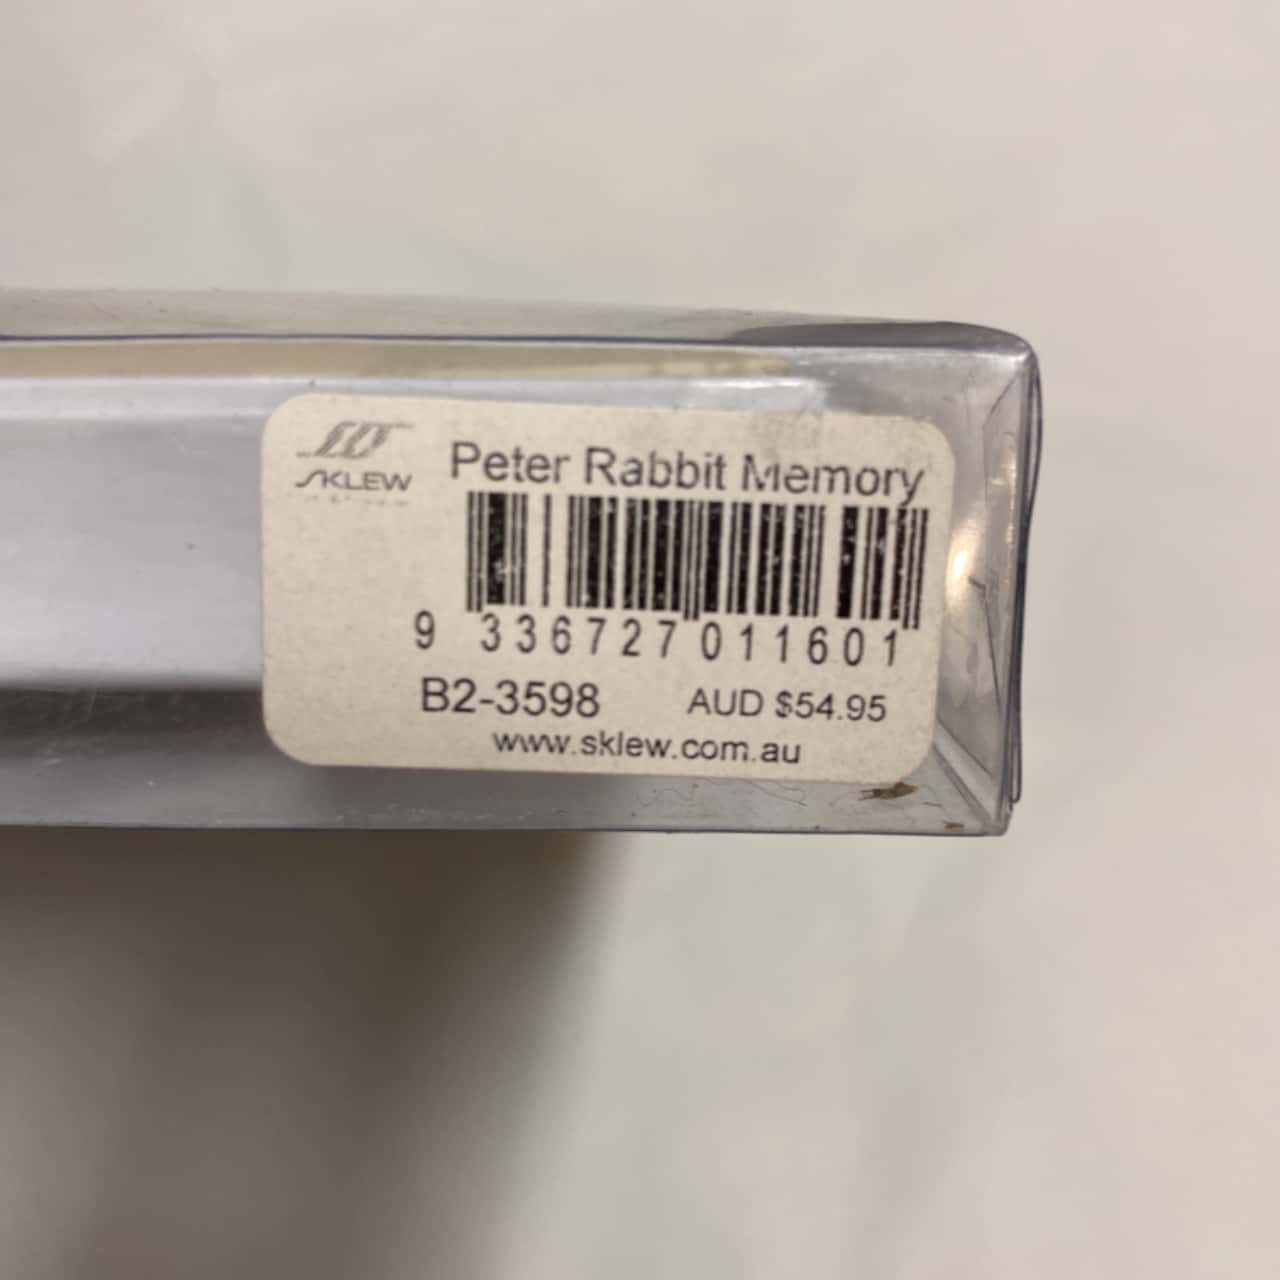 SKLEW
Peter Rabbit Memory
9 336727 011601
B2-3598 AUD $54.95
www.sklew.com.au